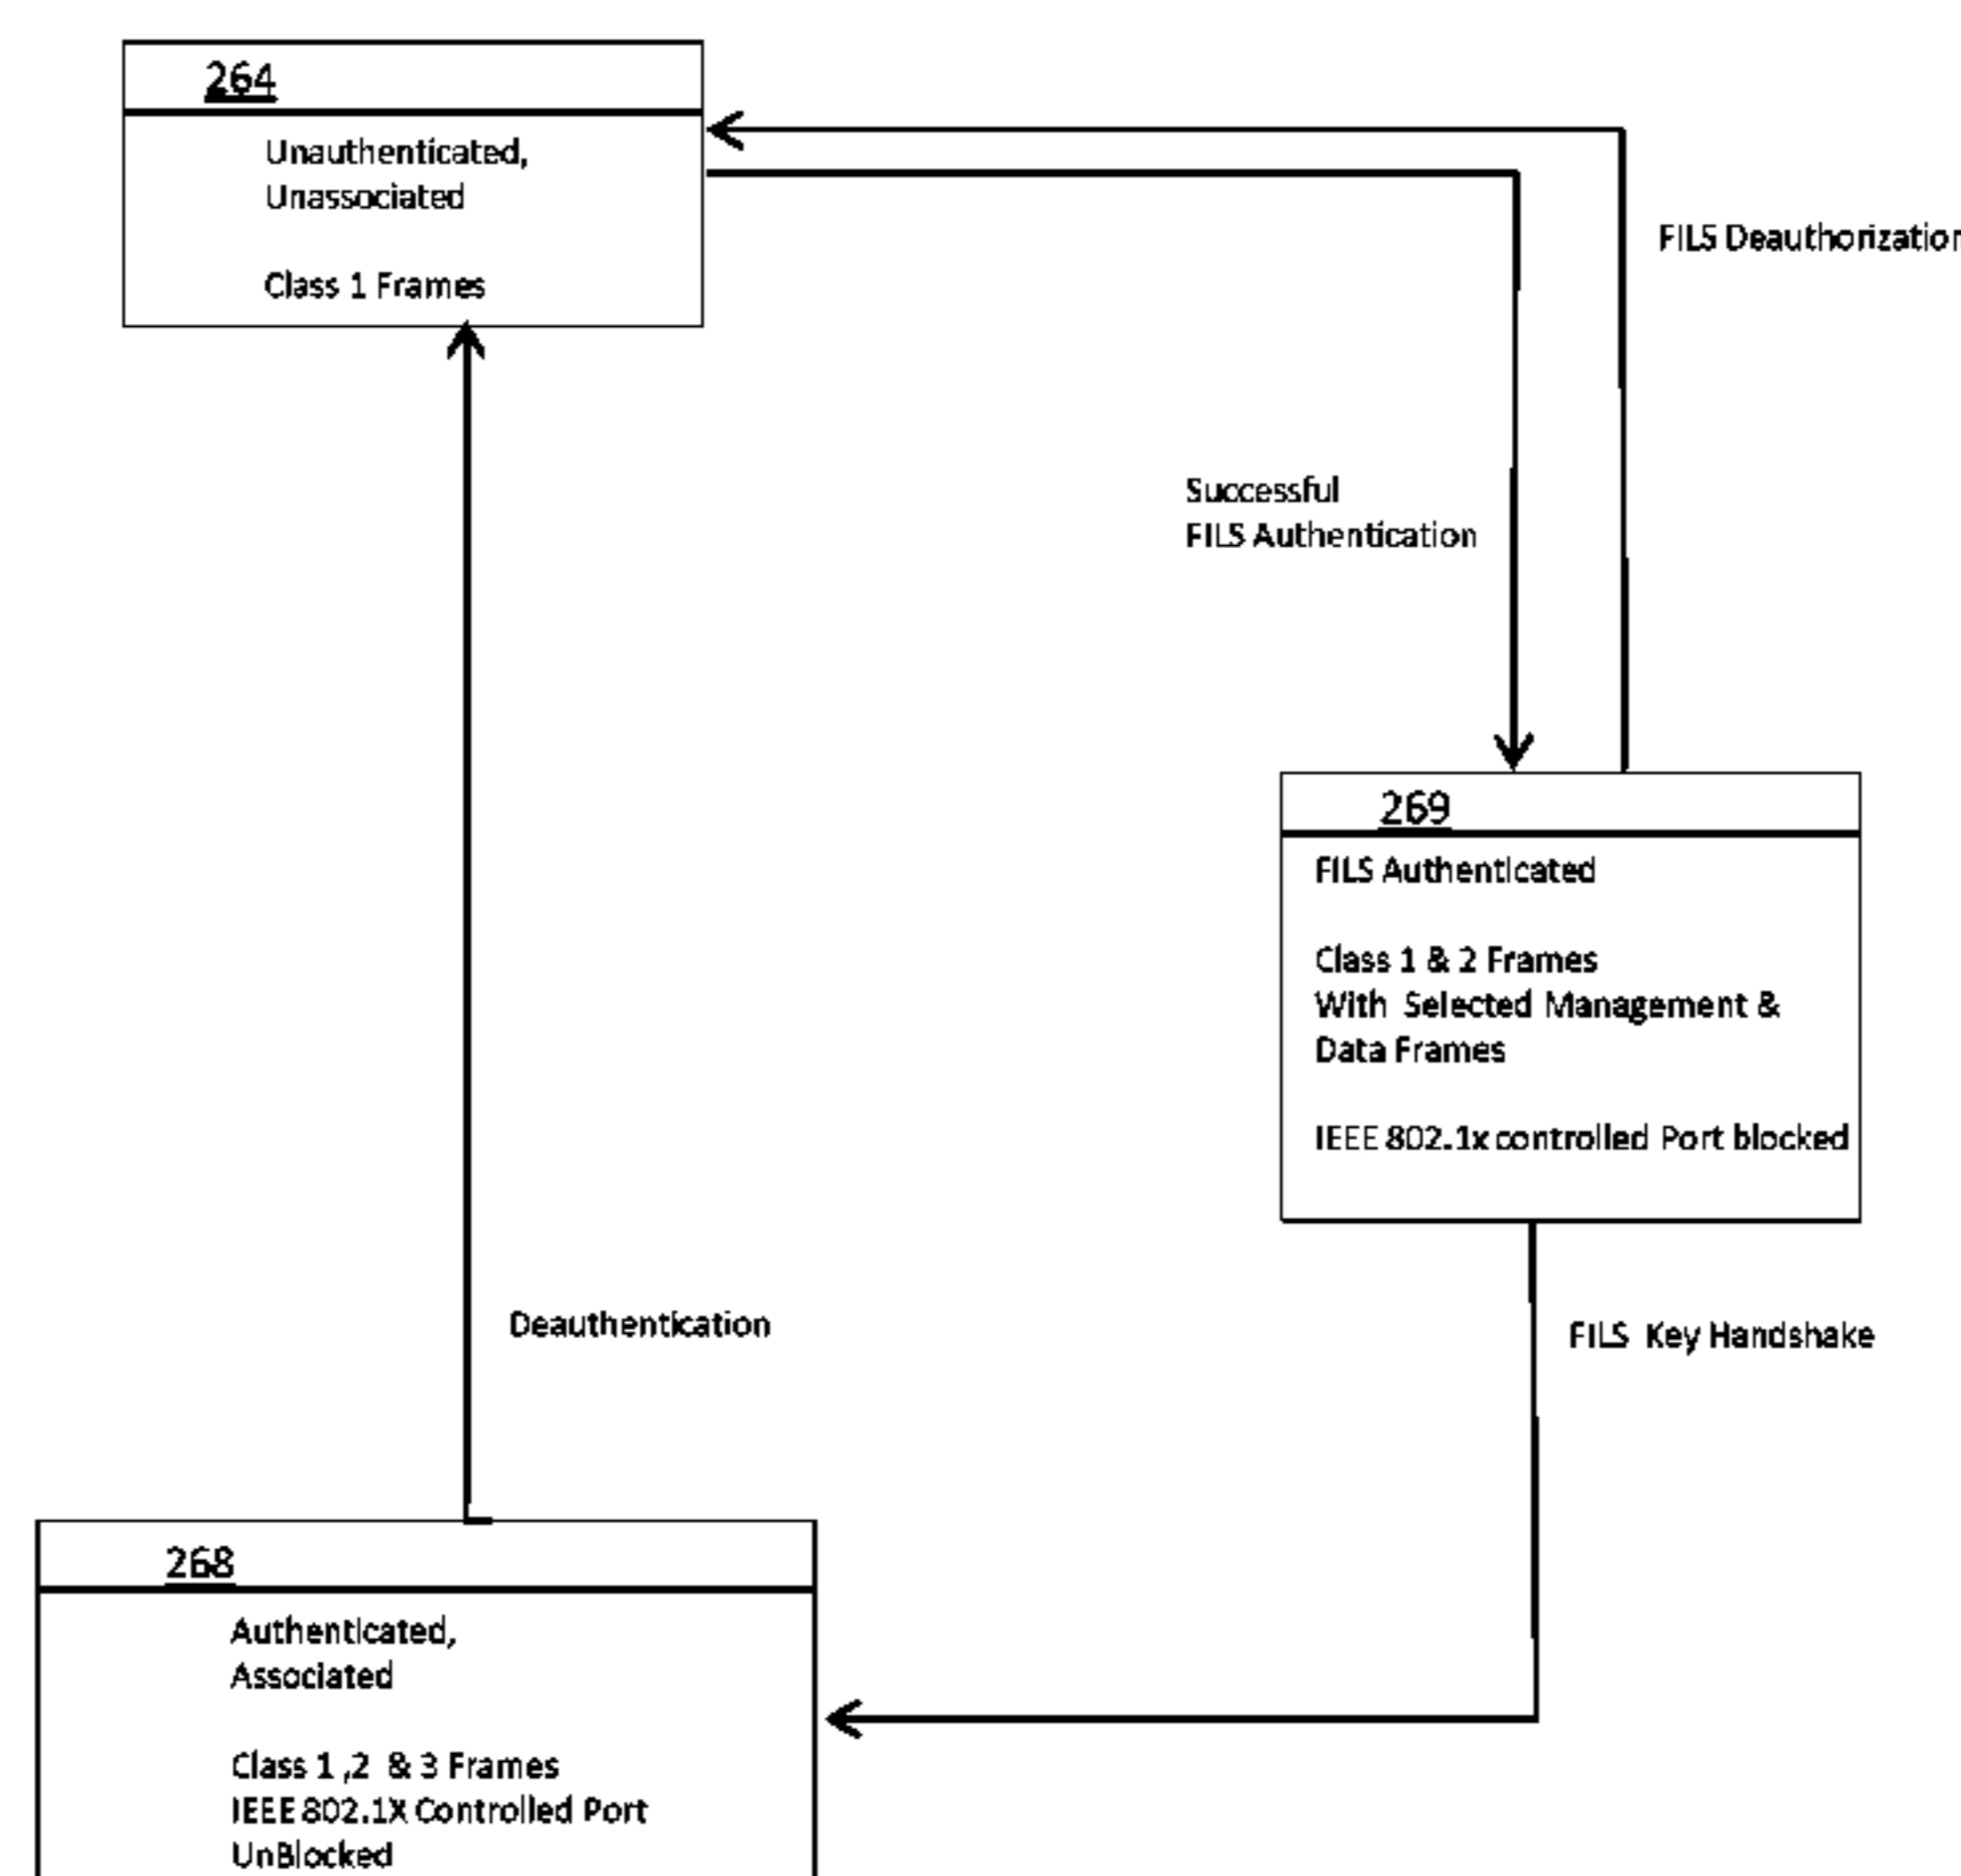 264
Unauthenticated,
Unassociated
Class 1 Frames
FILS Deauthorization
Successful
FILS Authentication
269
FILS Authenticated
Class 1 & 2 Frames
With Selected Management &
Data Frames
IEEE 802.1x controlled Port blocked
Deauthentication
FILS Key Handshake
268
Authenticated,
Associated
Class 1 ,2 & 3 Frames
IEEE 802.1X Controlled Port
UnBlocked